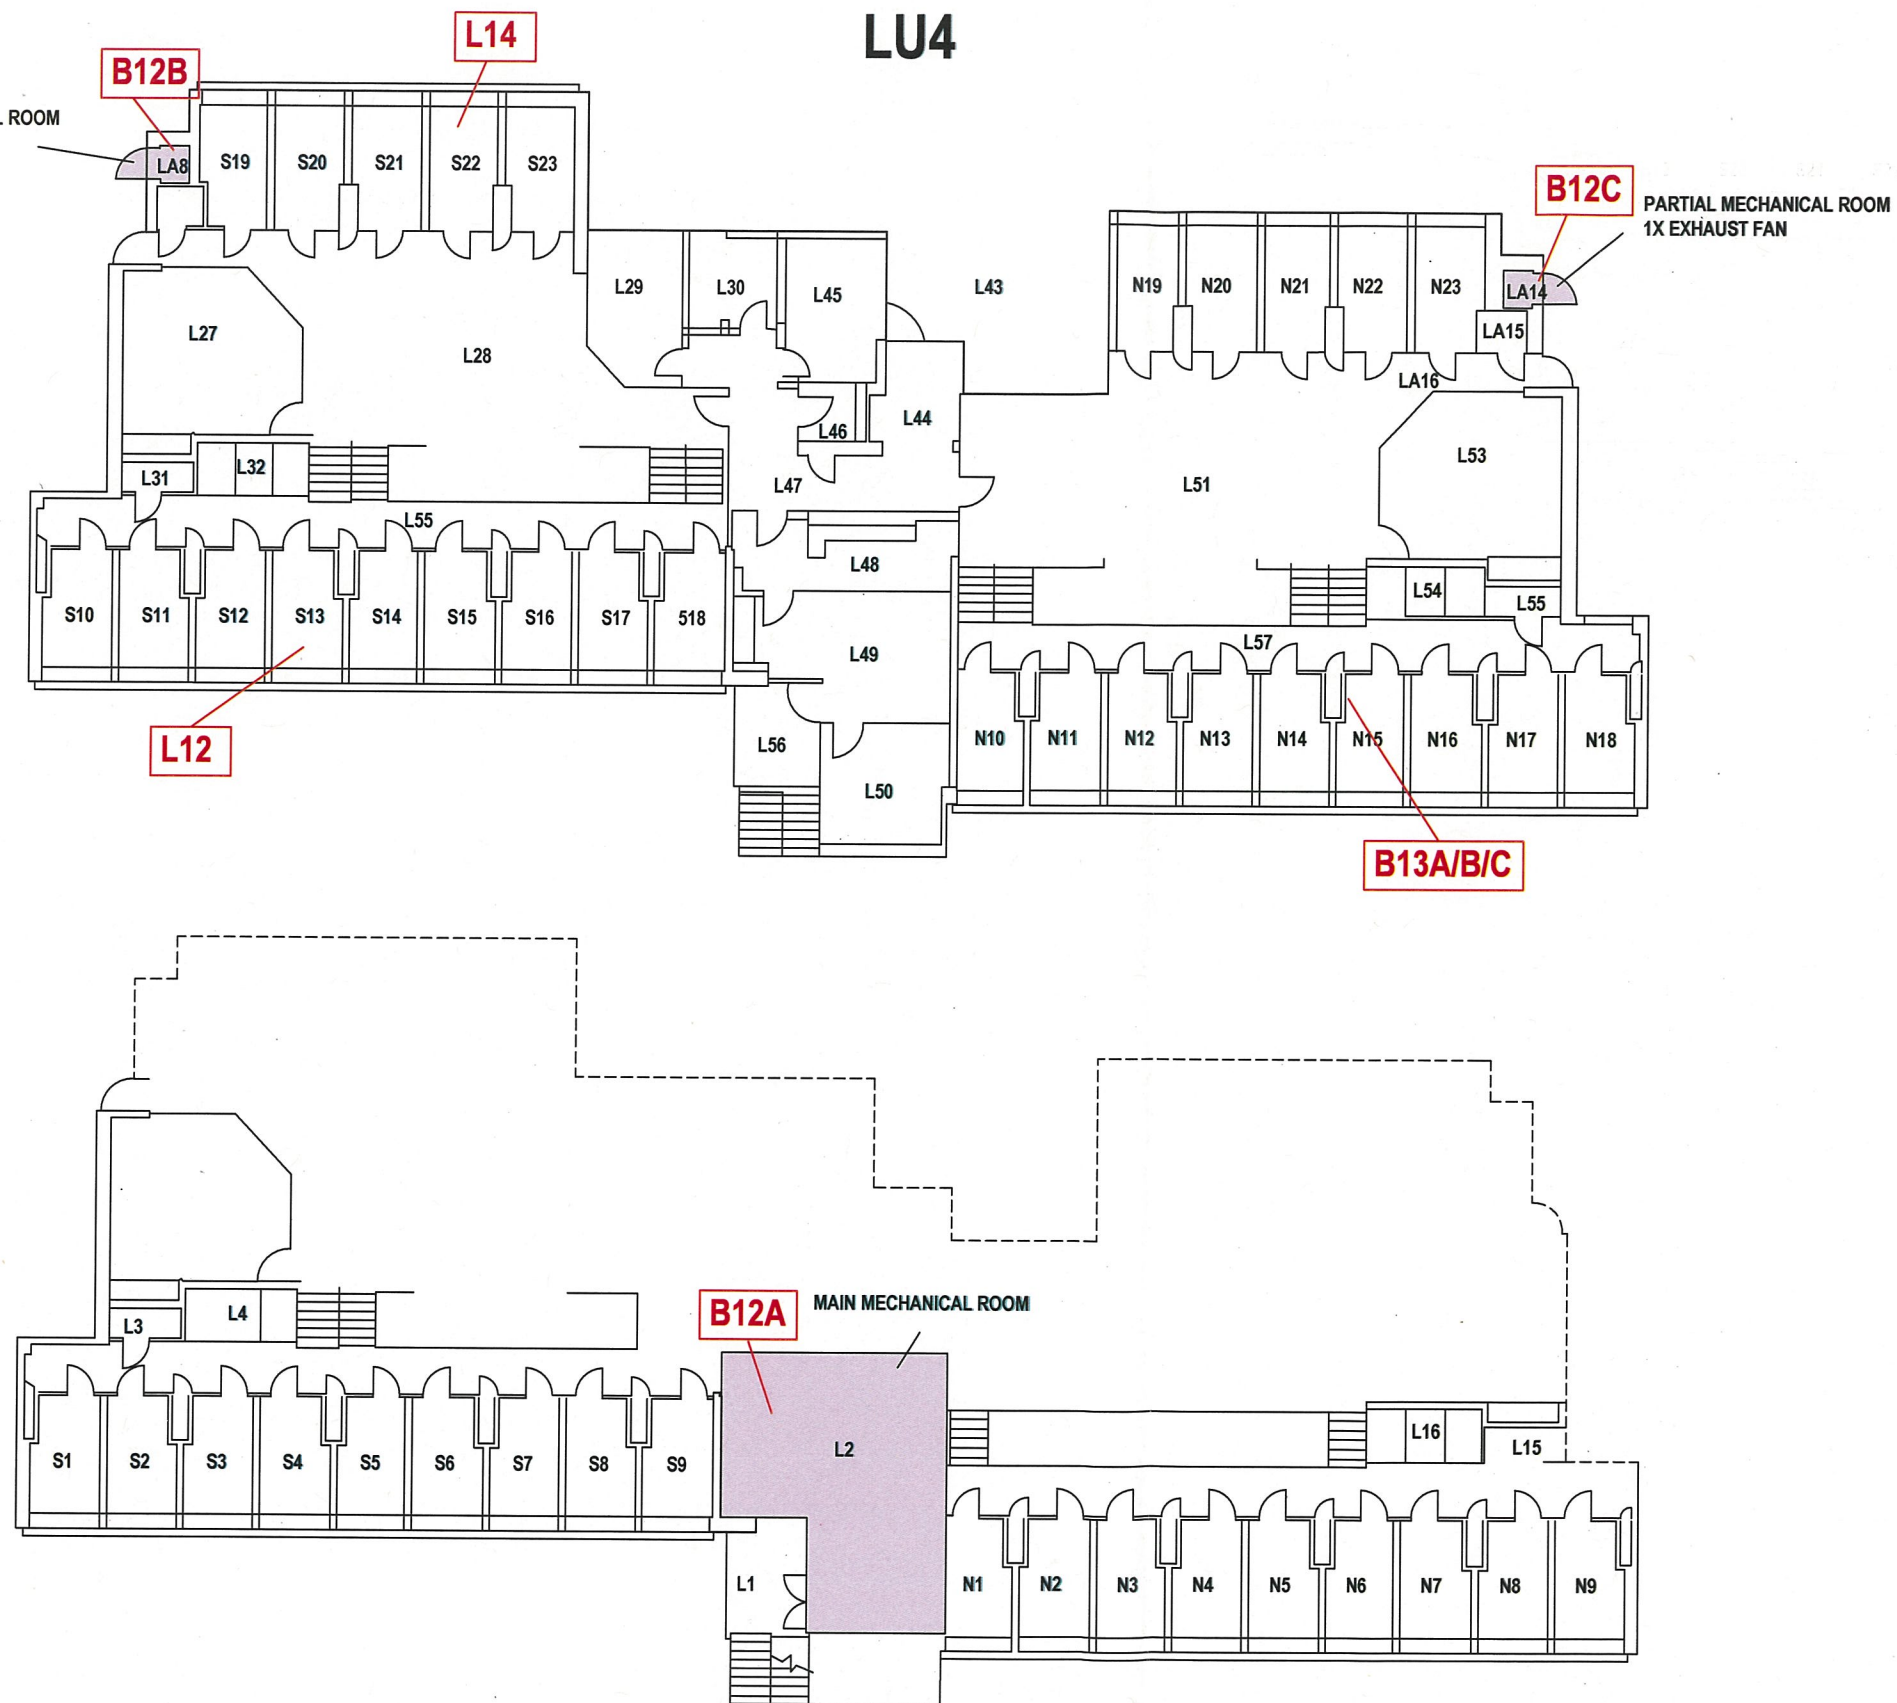 LU4
L14
B12B
L ROOM
LA8
S19
S20
S21
S22
S23
B12C
PARTIAL MECHANICAL ROOM
1X EXHAUST FAN
L29
L30
L45
L43
N19
N20
N21
N22
N23
LA14
LA15
LA16
L27
L28
L46
L44
L53
L31
L32
L47
L51
L55
L48
L54
L55
S10
S11
S12
S13
S14
S15
S16
S17
518
L49
L57
L12
L56
L50
N10
N11
N12
N13
N14
N15
N16
N17
N18
B13A/B/C
B12A
MAIN MECHANICAL ROOM
L3
L4
L2
L16
L15
S1
S2
S3
S4
S5
S6
S7
S8
S9
L1
N1
N2
N3
N4
N5
N6
N7
N8
N9